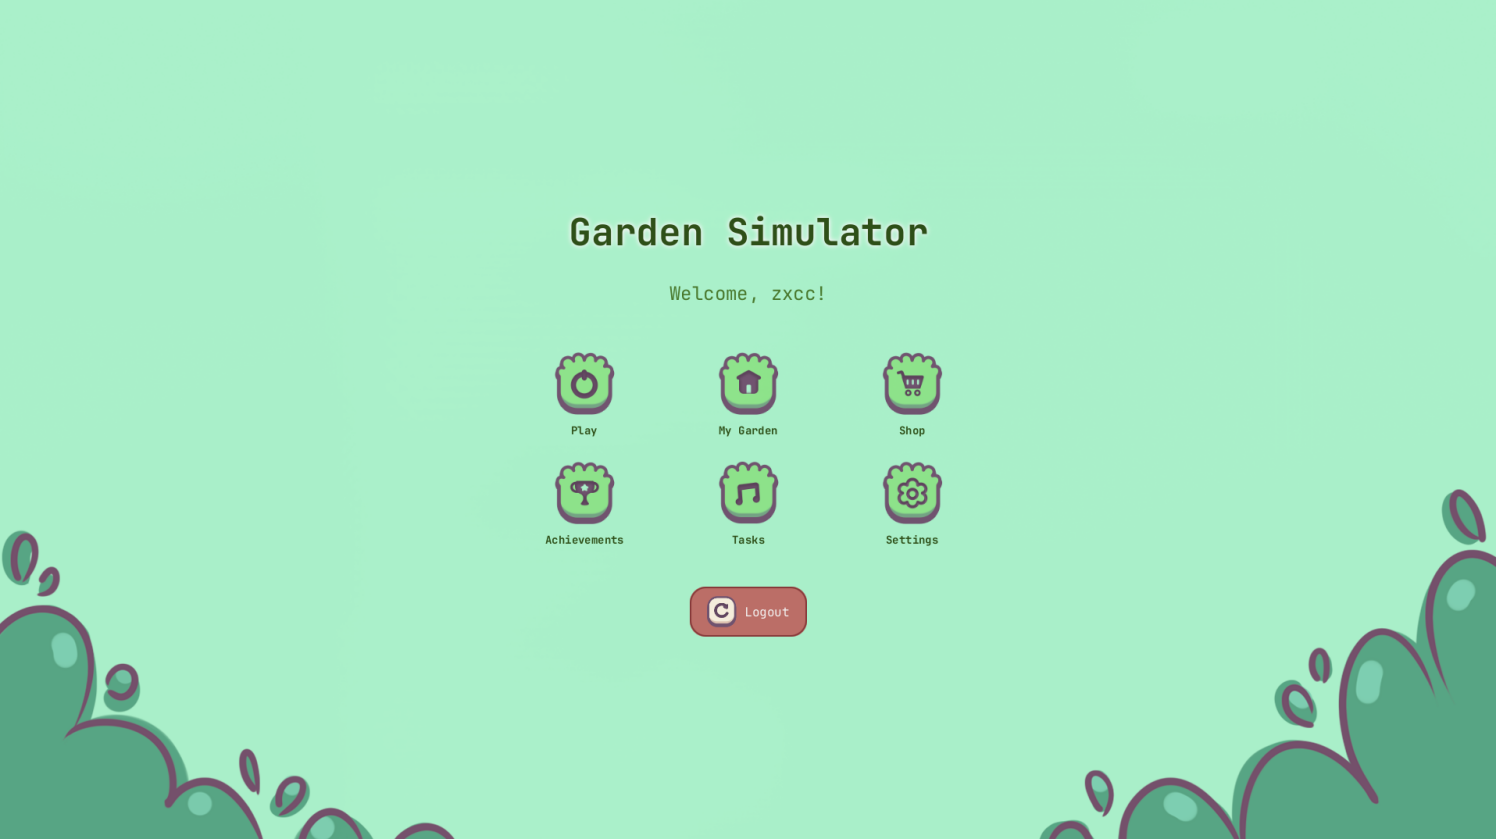 Garden Simulator
Welcome, zxcc!
Play
My Garden
Shop
Achievements
Tasks
Settings
Logout